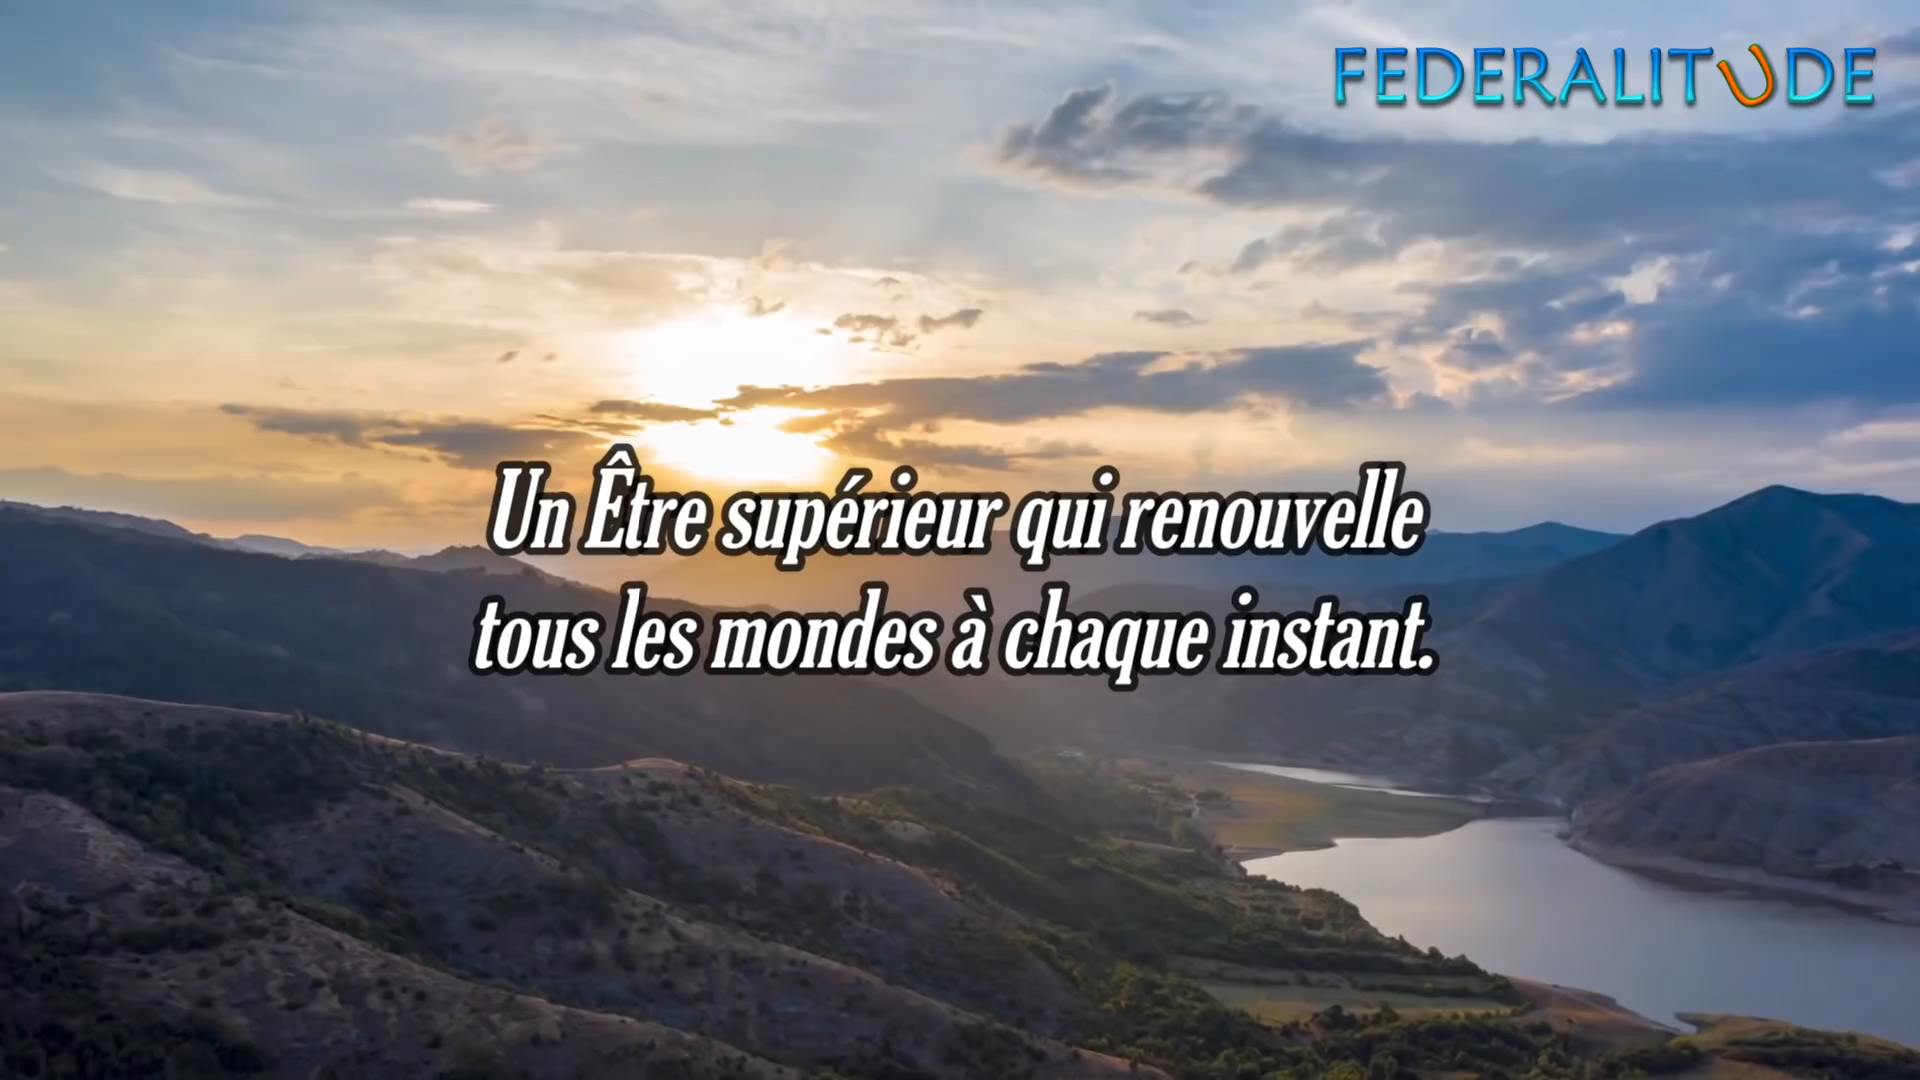 FEDERALITUDE
Un Être supérieur qui renouvelle
tous les mondes à chaque instant.